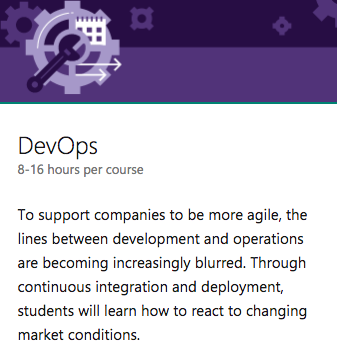 DevOps
8-16 hours per course
To support companies to be more agile, the
lines between development and operations
are becoming increasingly blurred. Through
continuous integration and deployment,
students will learn how to react to changing
market conditions.